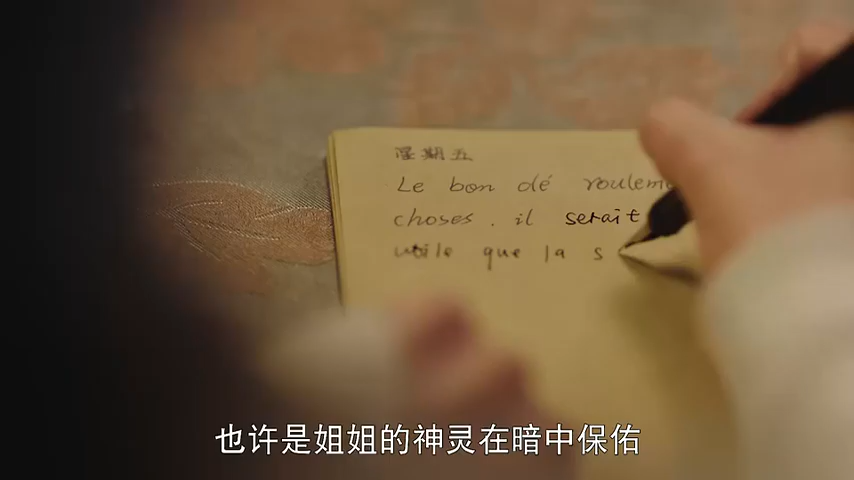 星期五
Le bon dé roulem
choses. il serait
utile que la s
也许是姐姐的神灵在暗中保佑